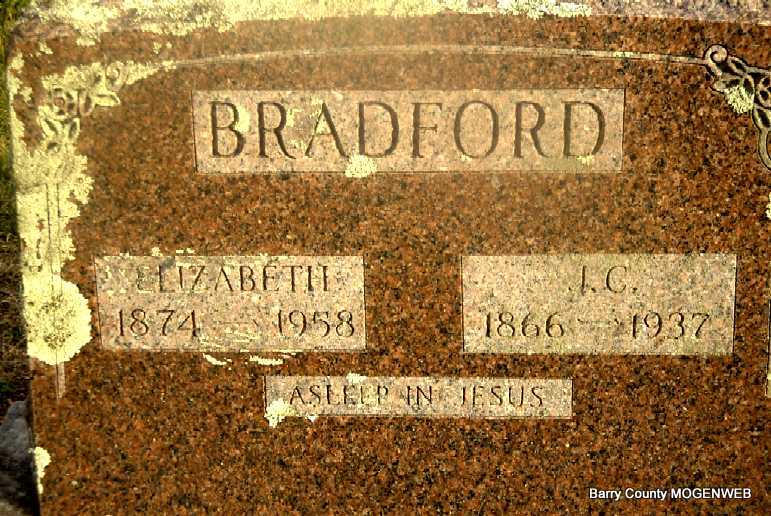 BRADFORD
ELIZABETH
1874 1958
J. C.
1866 1937
ASLEEP IN JESUS
Barry County MOGENWEB